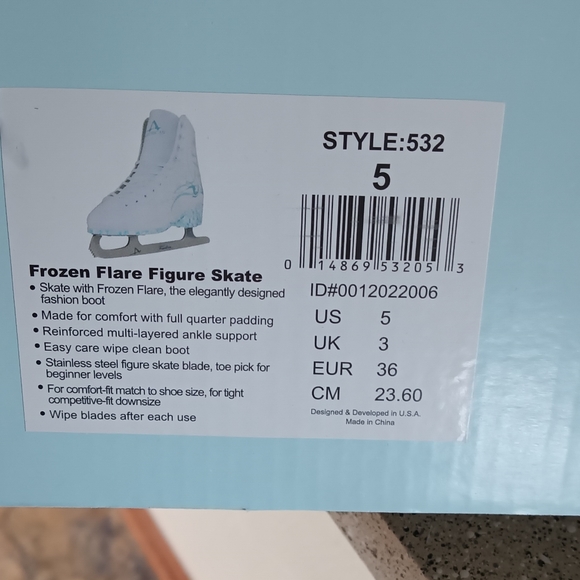 Frozen Flare Figure Skate
• Skate with Frozen Flare, the elegantly designed
fashion boot
• Made for comfort with full quarter padding
• Reinforced multi-layered ankle support
• Easy care wipe clean boot
• Stainless steel figure skate blade, toe pick for
beginner levels
• For comfort-fit match to shoe size, for tight
competitive-fit downsize
• Wipe blades after each use
STYLE:532
5
0 14869 53205 3
ID#0012022006
US 5
UK 3
EUR 36
CM 23.60
Designed & Developed in U.S.A.
Made in China